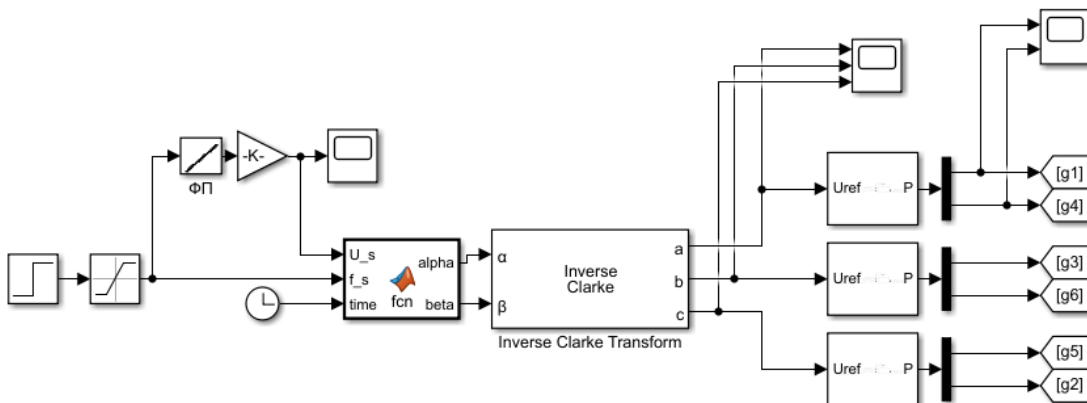 [g1]
-K-
Uref
P
ФП
[g4]
U_s
alpha
α
a
f_s
fcn
Inverse
Clarke
b
Uref
P
[g3]
time
beta
β
c
[g6]
Inverse Clarke Transform
Uref
P
[g5]
[g2]